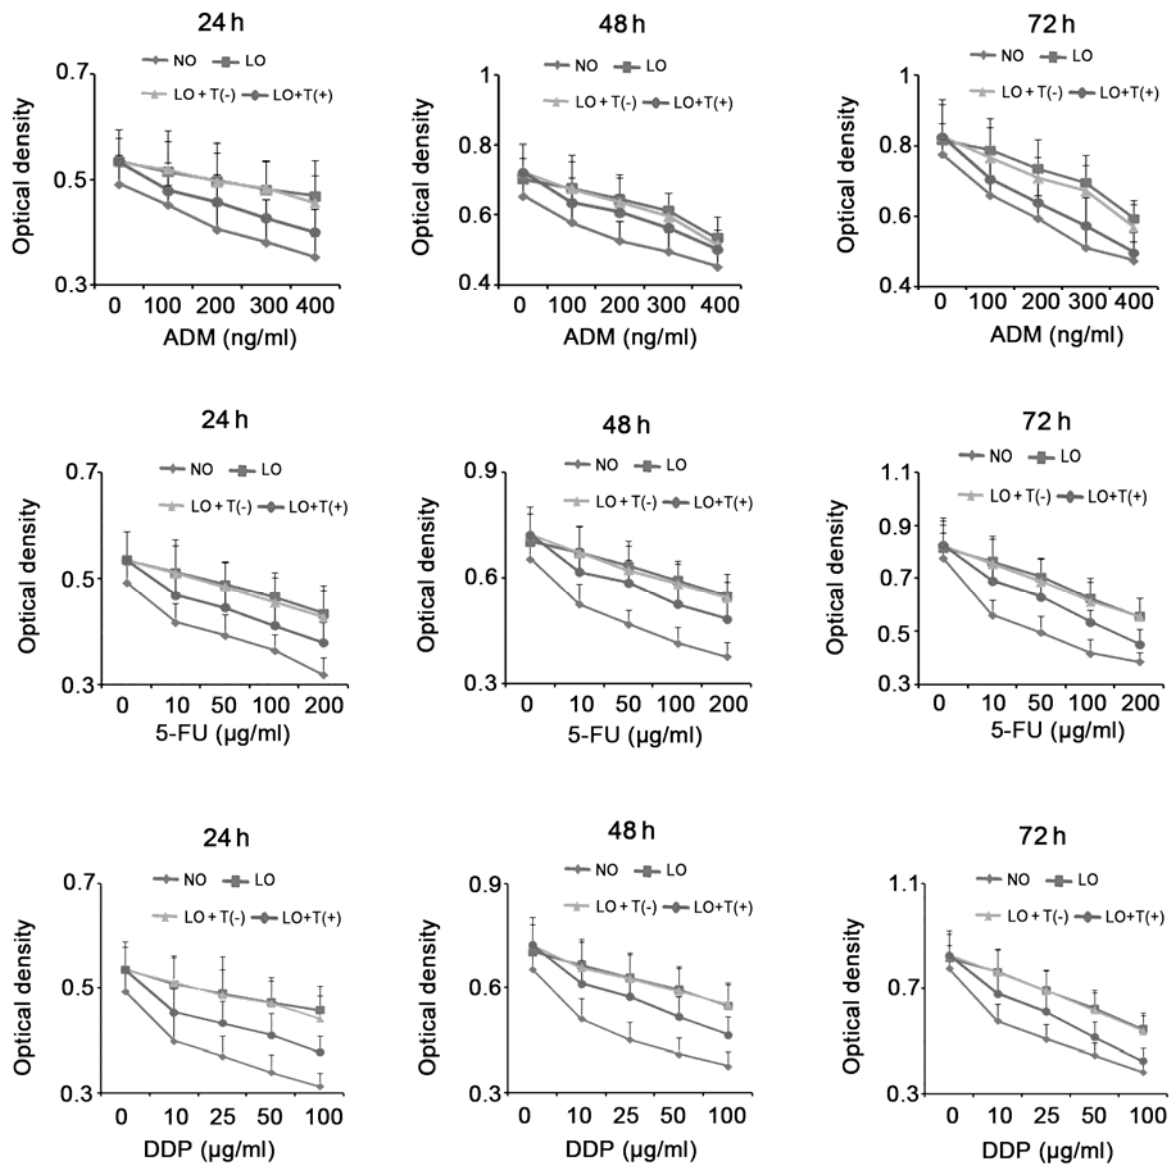 24 h
NO LO
LO + T(-) LO+T(+)
0.7
0.5
0.3
Optical density
0 100 200 300 400
ADM (ng/ml)
48 h
NO LO
LO + T(-) LO+T(+)
1
0.8
0.6
0.4
Optical density
0 100 200 300 400
ADM (ng/ml)
72 h
NO LO
LO + T(-) LO+T(+)
1
0.8
0.6
0.4
Optical density
0 100 200 300 400
ADM (ng/ml)
24 h
NO LO
LO + T(-) LO+T(+)
0.7
0.5
0.3
Optical density
0 10 50 100 200
5-FU (µg/ml)
48 h
NO LO
LO + T(-) LO+T(+)
0.9
0.6
0.3
Optical density
0 10 50 100 200
5-FU (µg/ml)
72 h
NO LO
LO + T(-) LO+T(+)
1.1
0.9
0.7
0.5
0.3
Optical density
0 10 50 100 200
5-FU (µg/ml)
24 h
NO LO
LO + T(-) LO+T(+)
0.7
0.5
0.3
Optical density
0 10 25 50 100
DDP (µg/ml)
48 h
NO LO
LO + T(-) LO+T(+)
0.9
0.6
0.3
Optical density
0 10 25 50 100
DDP (µg/ml)
72 h
NO LO
LO + T(-) LO+T(+)
1.1
0.7
0.3
Optical density
0 10 25 50 100
DDP (µg/ml)